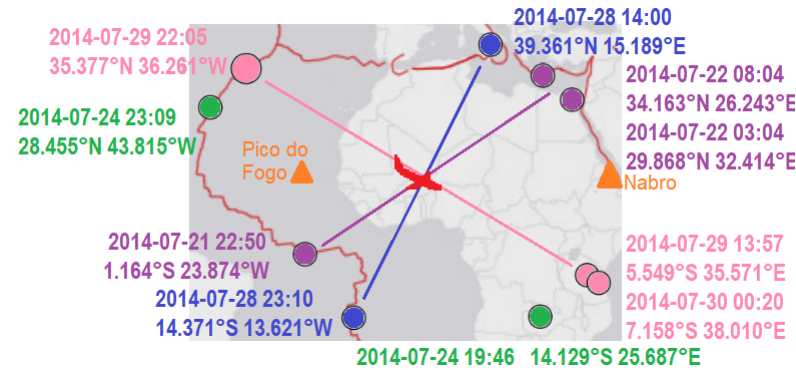 2014-07-28 14:00
39.361°N 15.189°E
2014-07-29 22:05
35.377°N 36.261°W
2014-07-22 08:04
34.163°N 26.243°E
2014-07-22 03:04
29.868°N 32.414°E
2014-07-24 23:09
28.455°N 43.815°W
Pico do
Fogo
Nabro
2014-07-21 22:50
1.164°S 23.874°W
2014-07-29 13:57
5.549°S 35.571°E
2014-07-30 00:20
7.158°S 38.010°E
2014-07-28 23:10
14.371°S 13.621°W
2014-07-24 19:46 14.129°S 25.687°E